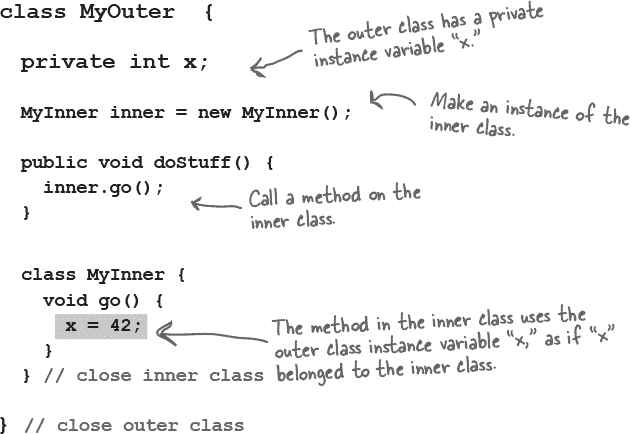 class MyOuter {
The outer class has a private
instance variable “x.”
private int x;
MyInner inner = new MyInner();
Make an instance of the
inner class.
public void doStuff() {
inner.go();
}
Call a method on the
inner class.
class MyInner {
void go() {
x = 42;
The method in the inner class uses the
outer class instance variable “x,” as if “x”
belonged to the inner class.
}
} // close inner class
} // close outer class